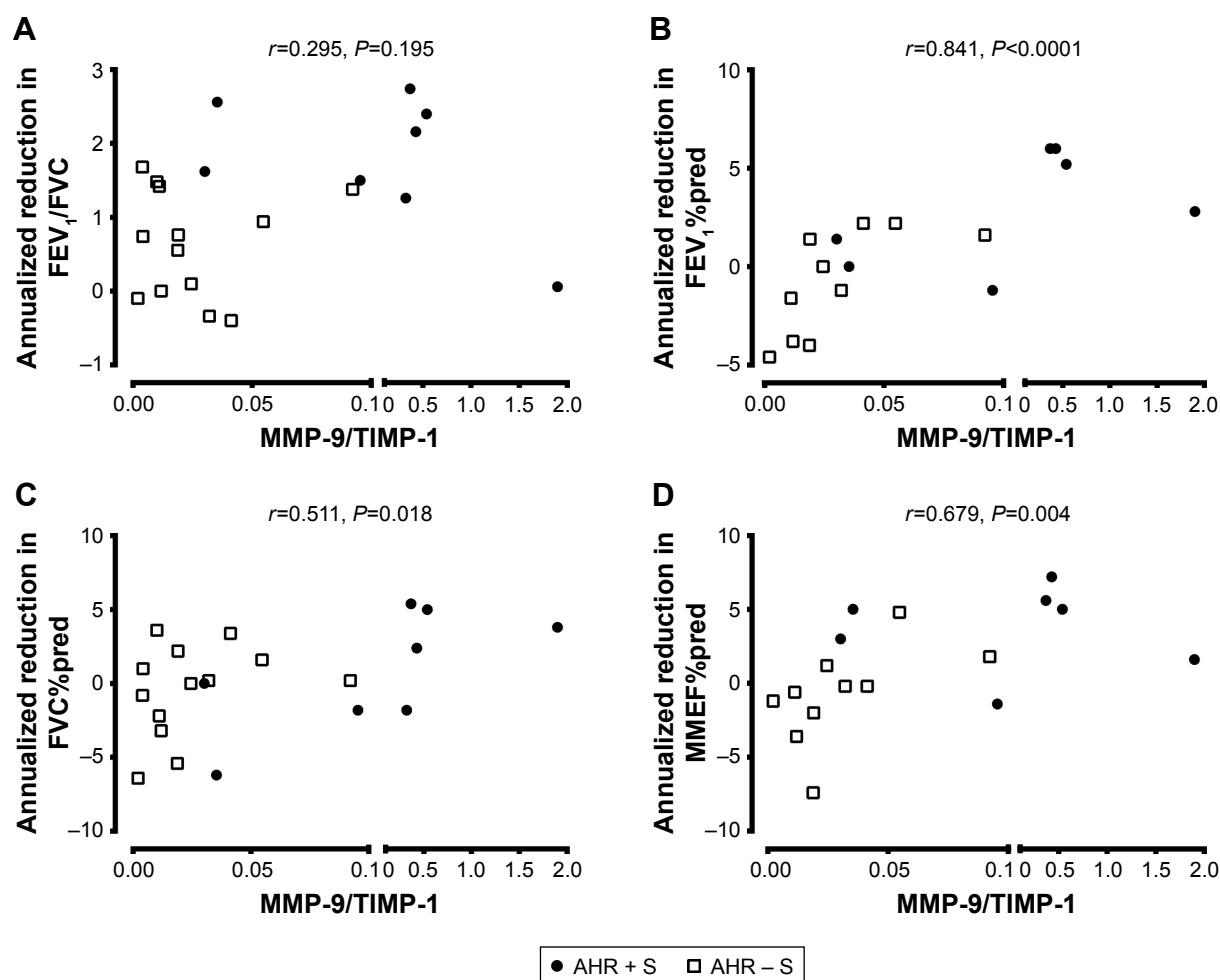 A
r=0.295, P=0.195
Annualized reduction in
FEV₁/FVC
3
2
1
0
–1
0.00 0.05 0.10 0.5 1.0 1.5 2.0
MMP-9/TIMP-1
B
r=0.841, P<0.0001
Annualized reduction in
FEV₁%pred
10
5
0
–5
0.00 0.05 0.10 0.5 1.0 1.5 2.0
MMP-9/TIMP-1
C
r=0.511, P=0.018
Annualized reduction in
FVC%pred
10
5
0
–5
–10
0.00 0.05 0.10 0.5 1.0 1.5 2.0
MMP-9/TIMP-1
D
r=0.679, P=0.004
Annualized reduction in
MMEF%pred
10
5
0
–5
–10
0.00 0.05 0.10 0.5 1.0 1.5 2.0
MMP-9/TIMP-1
AHR + S AHR – S